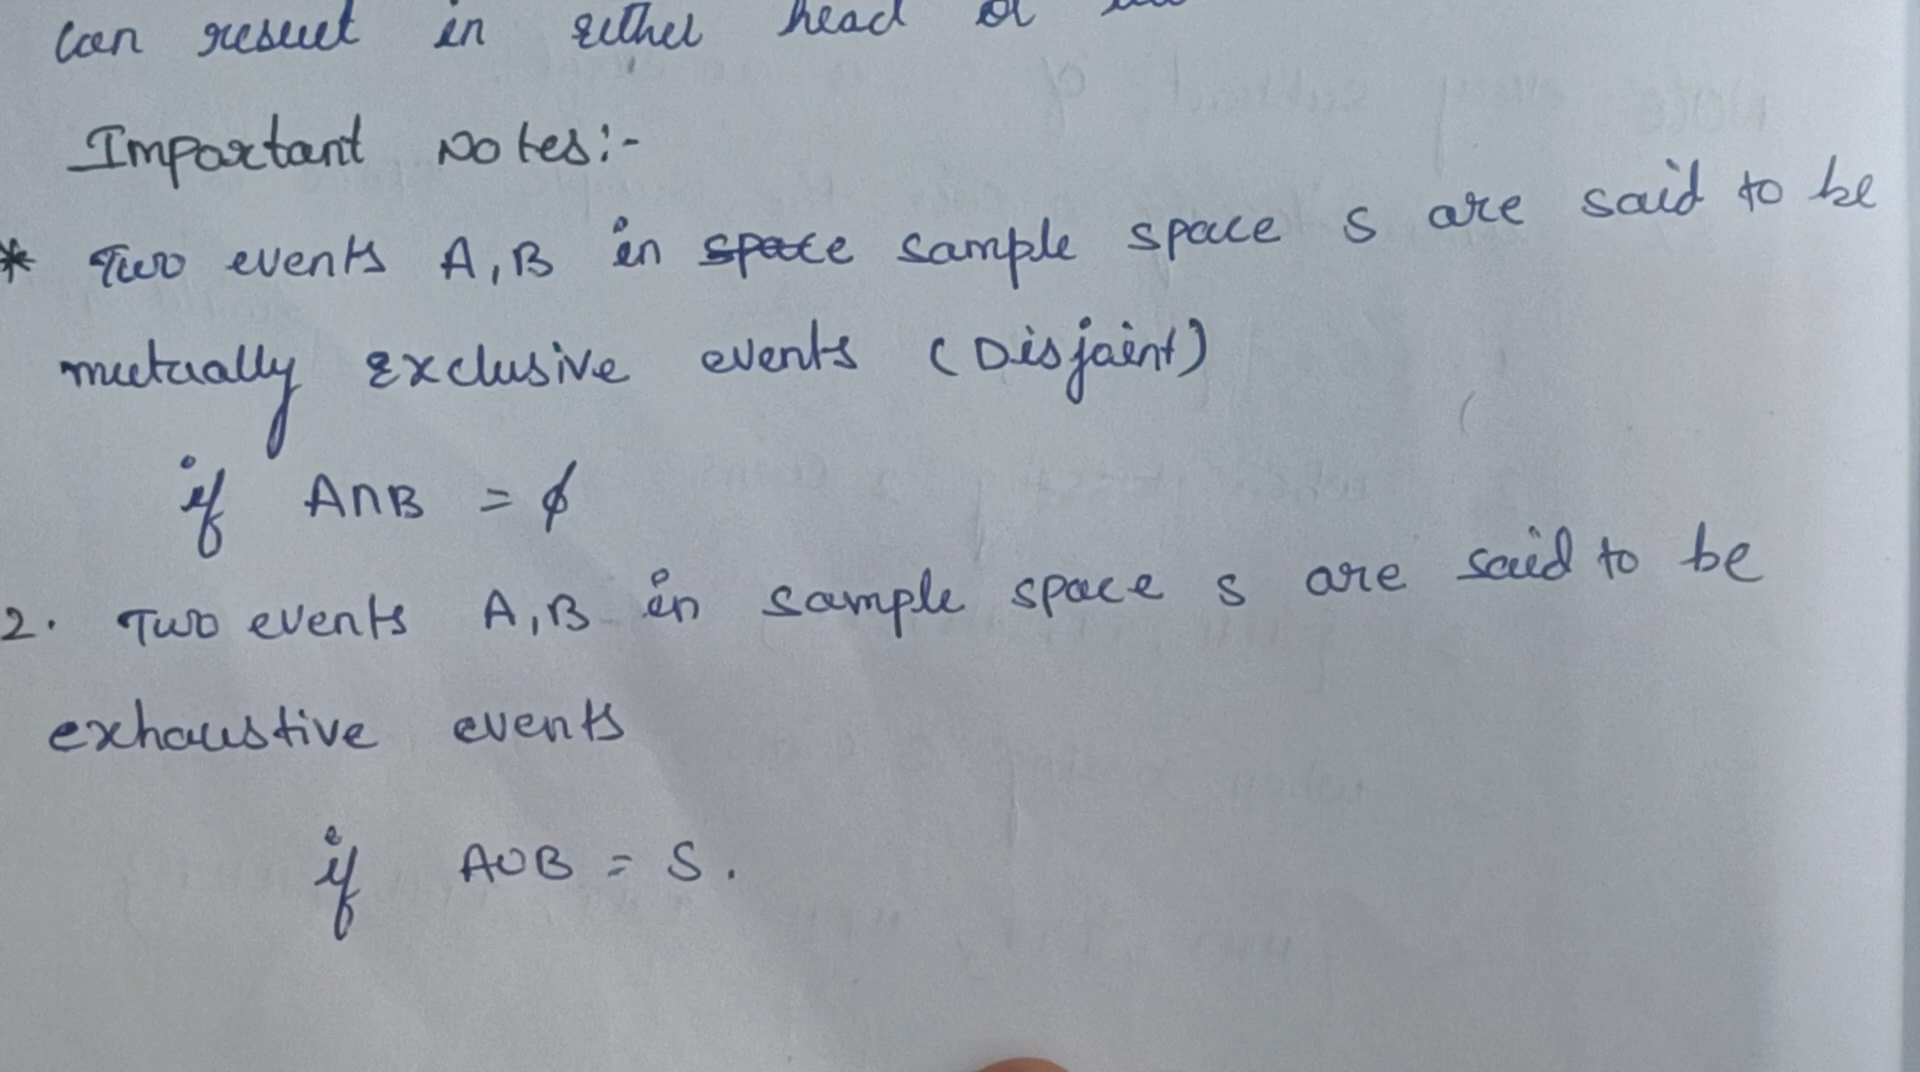 can result in either head or
Important Notes:-
* Two events A, B in space sample space S are said to be
mutually Exclusive events (Disjoint)
if A∩B = ϕ
2. Two events A, B in sample space S are said to be
exhaustive events
if A∪B = S.